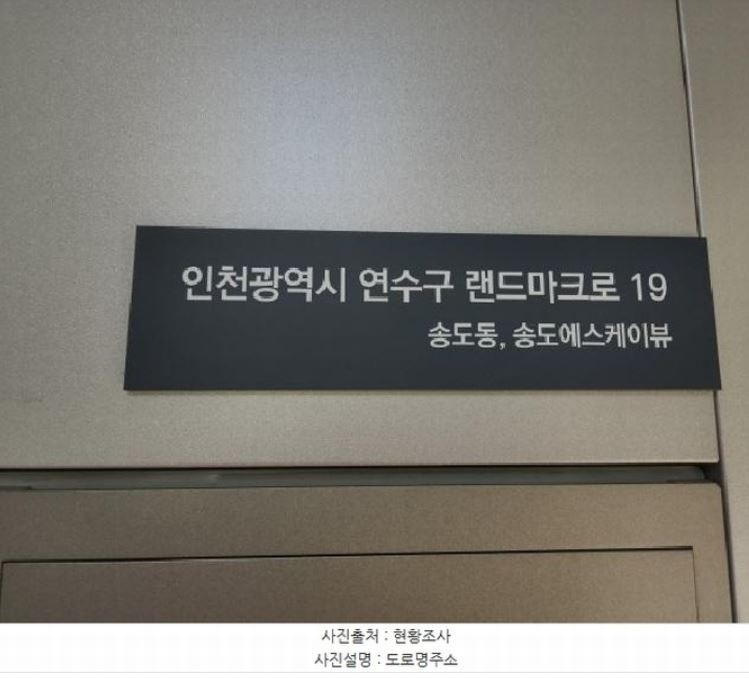 인천광역시 연수구 랜드마크로 19
송도동, 송도에스케이뷰
사진출처 : 현황조사
사진설명 : 도로명주소